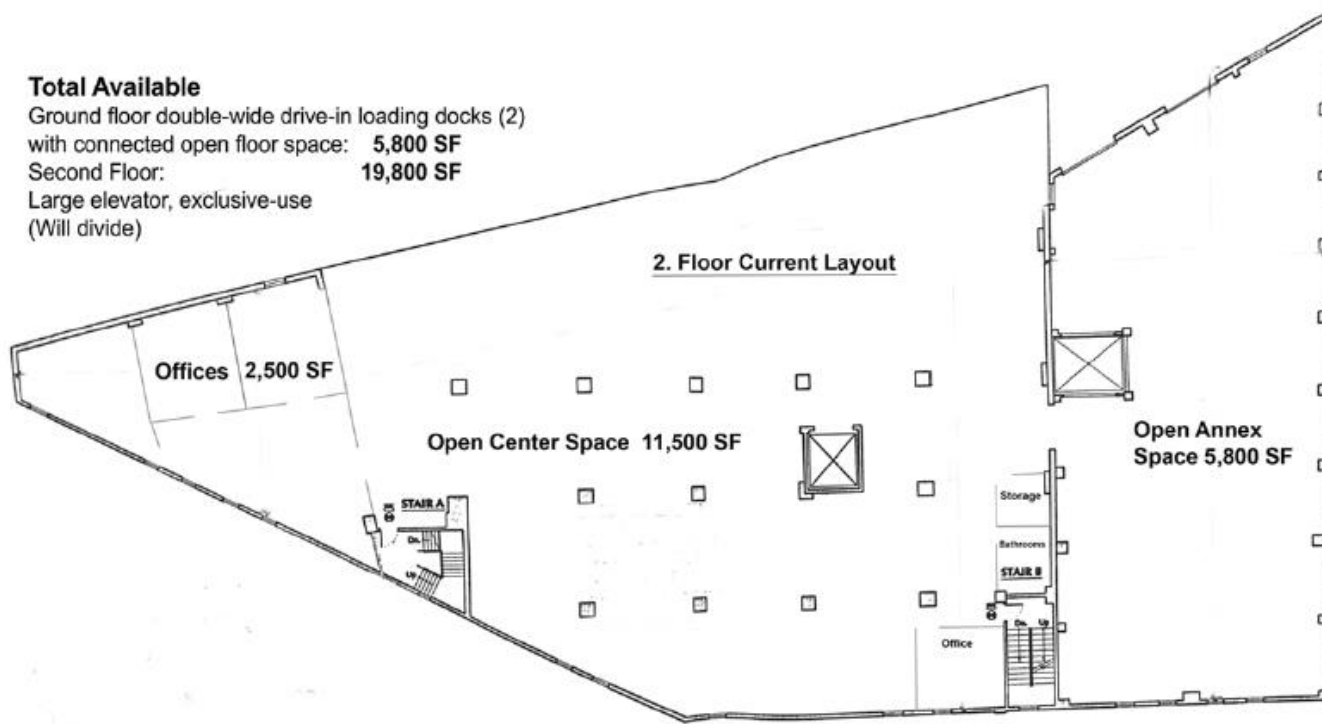 Total Available
Ground floor double-wide drive-in loading docks (2)
with connected open floor space: 5,800 SF
Second Floor: 19,800 SF
Large elevator, exclusive-use
(Will divide)
2. Floor Current Layout
Offices 2,500 SF
Open Center Space 11,500 SF
Open Annex
Space 5,800 SF
STAIR A
Dn.
Up
Storage
Bathrooms
STAIR B
Dn.
Up
Office